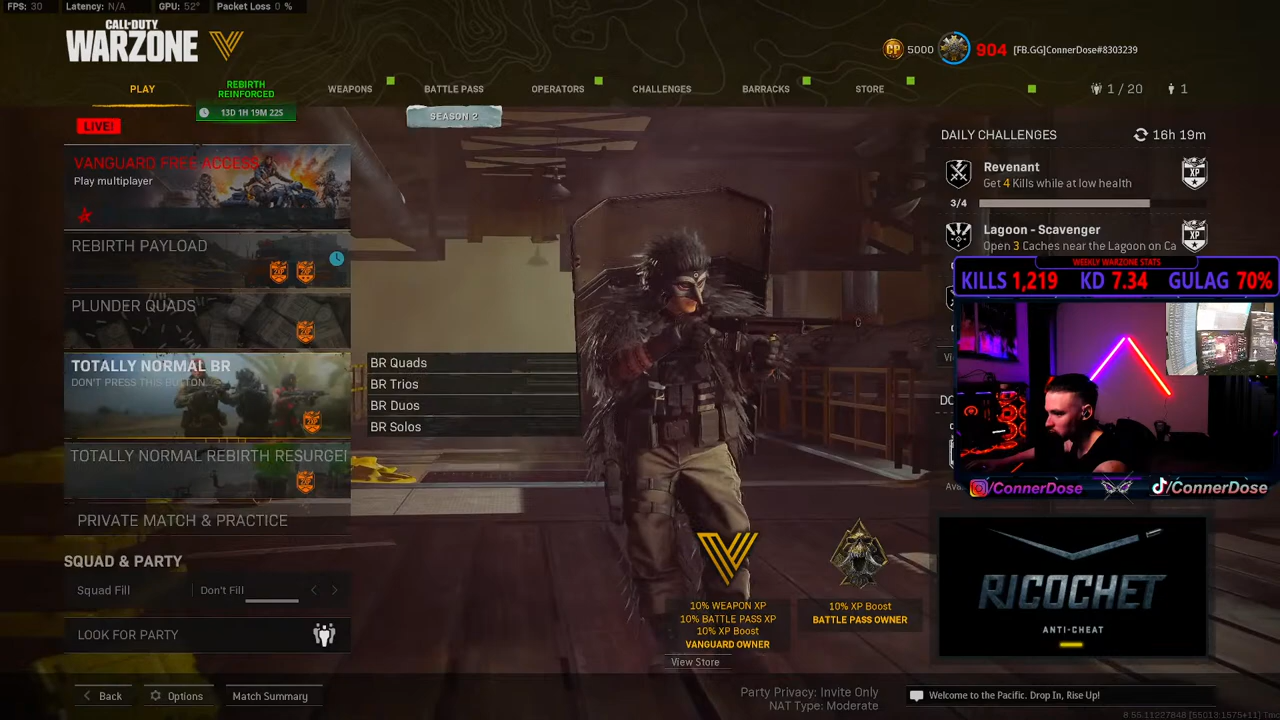 FPS: 30 Latency: N/A GPU: 52° Packet Loss 0 %
CALL·DUTY
WARZONE
CP 5000 904 [FB.GG]ConnerDose#8303239
PLAY
REBIRTH
REINFORCED
WEAPONS
BATTLE PASS
OPERATORS
CHALLENGES
BARRACKS
STORE
1 / 20
1
13D 1H 19M 22S
SEASON 2
LIVE!
VANGUARD FREE ACCESS
Play multiplayer
REBIRTH PAYLOAD
2XP
PLUNDER QUADS
TOTALLY NORMAL BR
DON'T PRESS THIS BUTTON
TOTALLY NORMAL REBIRTH RESURGE
PRIVATE MATCH & PRACTICE
BR Quads
BR Trios
BR Duos
BR Solos
SQUAD & PARTY
Squad Fill Don't Fill
LOOK FOR PARTY
Back
Options
Match Summary
10% WEAPON XP
10% BATTLE PASS XP
10% XP Boost
VANGUARD OWNER
View Store
10% XP Boost
BATTLE PASS OWNER
DAILY CHALLENGES 16h 19m
Revenant
Get 4 Kills while at low health
XP
3/4
Lagoon - Scavenger
Open 3 Caches near the Lagoon on Ca
XP
WEEKLY WARZONE STATS
KILLS 1,219 KD 7.34 GULAG 70%
/ConnerDose
/ConnerDose
RICOCHET
ANTI-CHEAT
Party Privacy: Invite Only
NAT Type: Moderate
Welcome to the Pacific. Drop In, Rise Up!